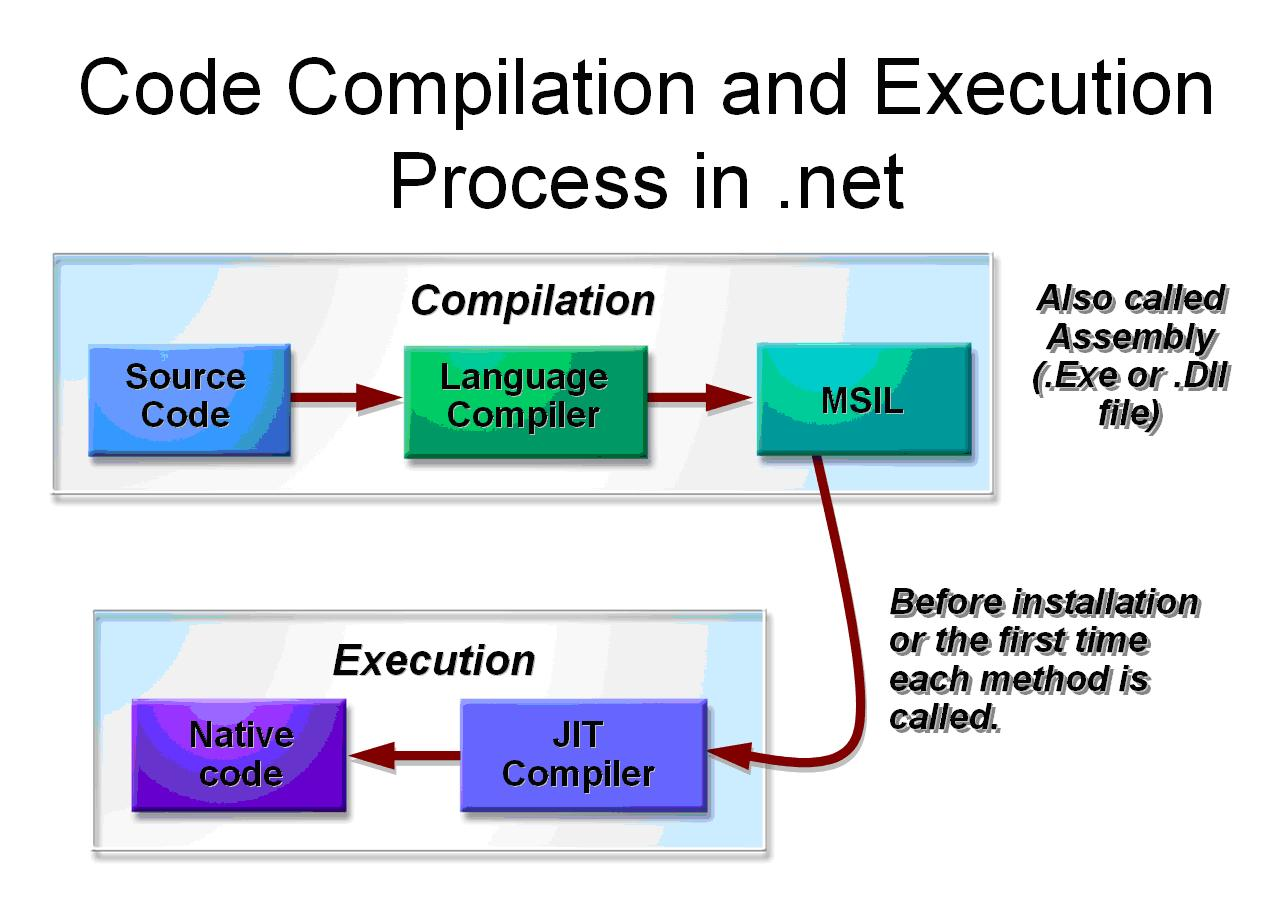 Code Compilation and Execution
Process in .net
Compilation
Source
Code
Language
Compiler
MSIL
Also called
Assembly
(.Exe or .Dll
file)
Before installation
or the first time
each method is
called.
Execution
Native
code
JIT
Compiler